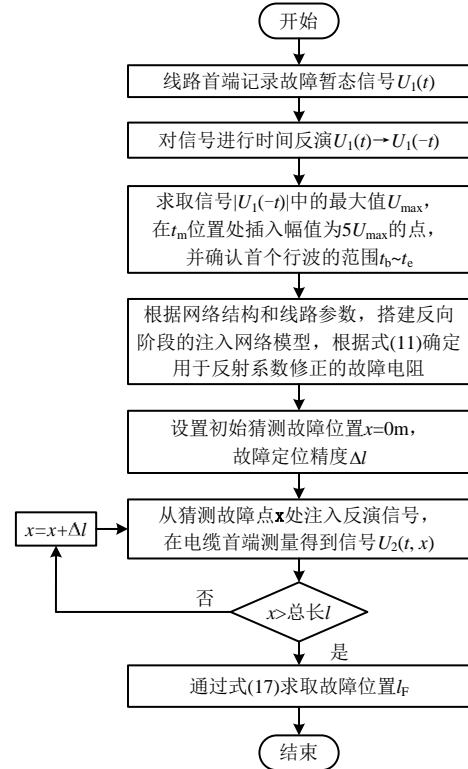 开始
线路首端记录故障暂态信号U₁(t)
对信号进行时间反演U₁(t)→U₁(-t)
求取信号|U₁(-t)|中的最大值Umax，
在tm位置处插入幅值为5Umax的点，
并确认首个行波的范围tb~te
根据网络结构和线路参数，搭建反向
阶段的注入网络模型，根据式(11)确定
用于反射系数修正的故障电阻
设置初始猜测故障位置x=0m，
故障定位精度Δl
x=x+Δl
从猜测故障点x处注入反演信号，
在电缆首端测量得到信号U₂(t, x)
否
x>总长l
是
通过式(17)求取故障位置lF
结束